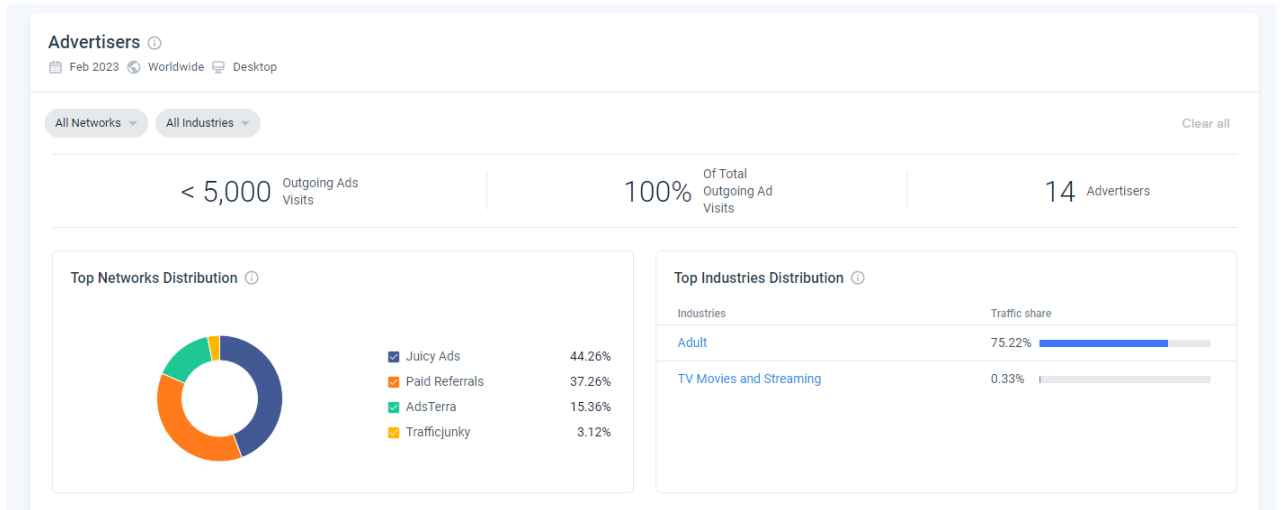 Advertisers
Feb 2023 Worldwide Desktop
All Networks All Industries Clear all
< 5,000 Outgoing Ads
Visits
100% Of Total
Outgoing Ad
Visits
14 Advertisers
Top Networks Distribution
Juicy Ads 44.26%
Paid Referrals 37.26%
AdsTerra 15.36%
Trafficjunky 3.12%
Top Industries Distribution
Industries Traffic share
Adult 75.22%
TV Movies and Streaming 0.33%